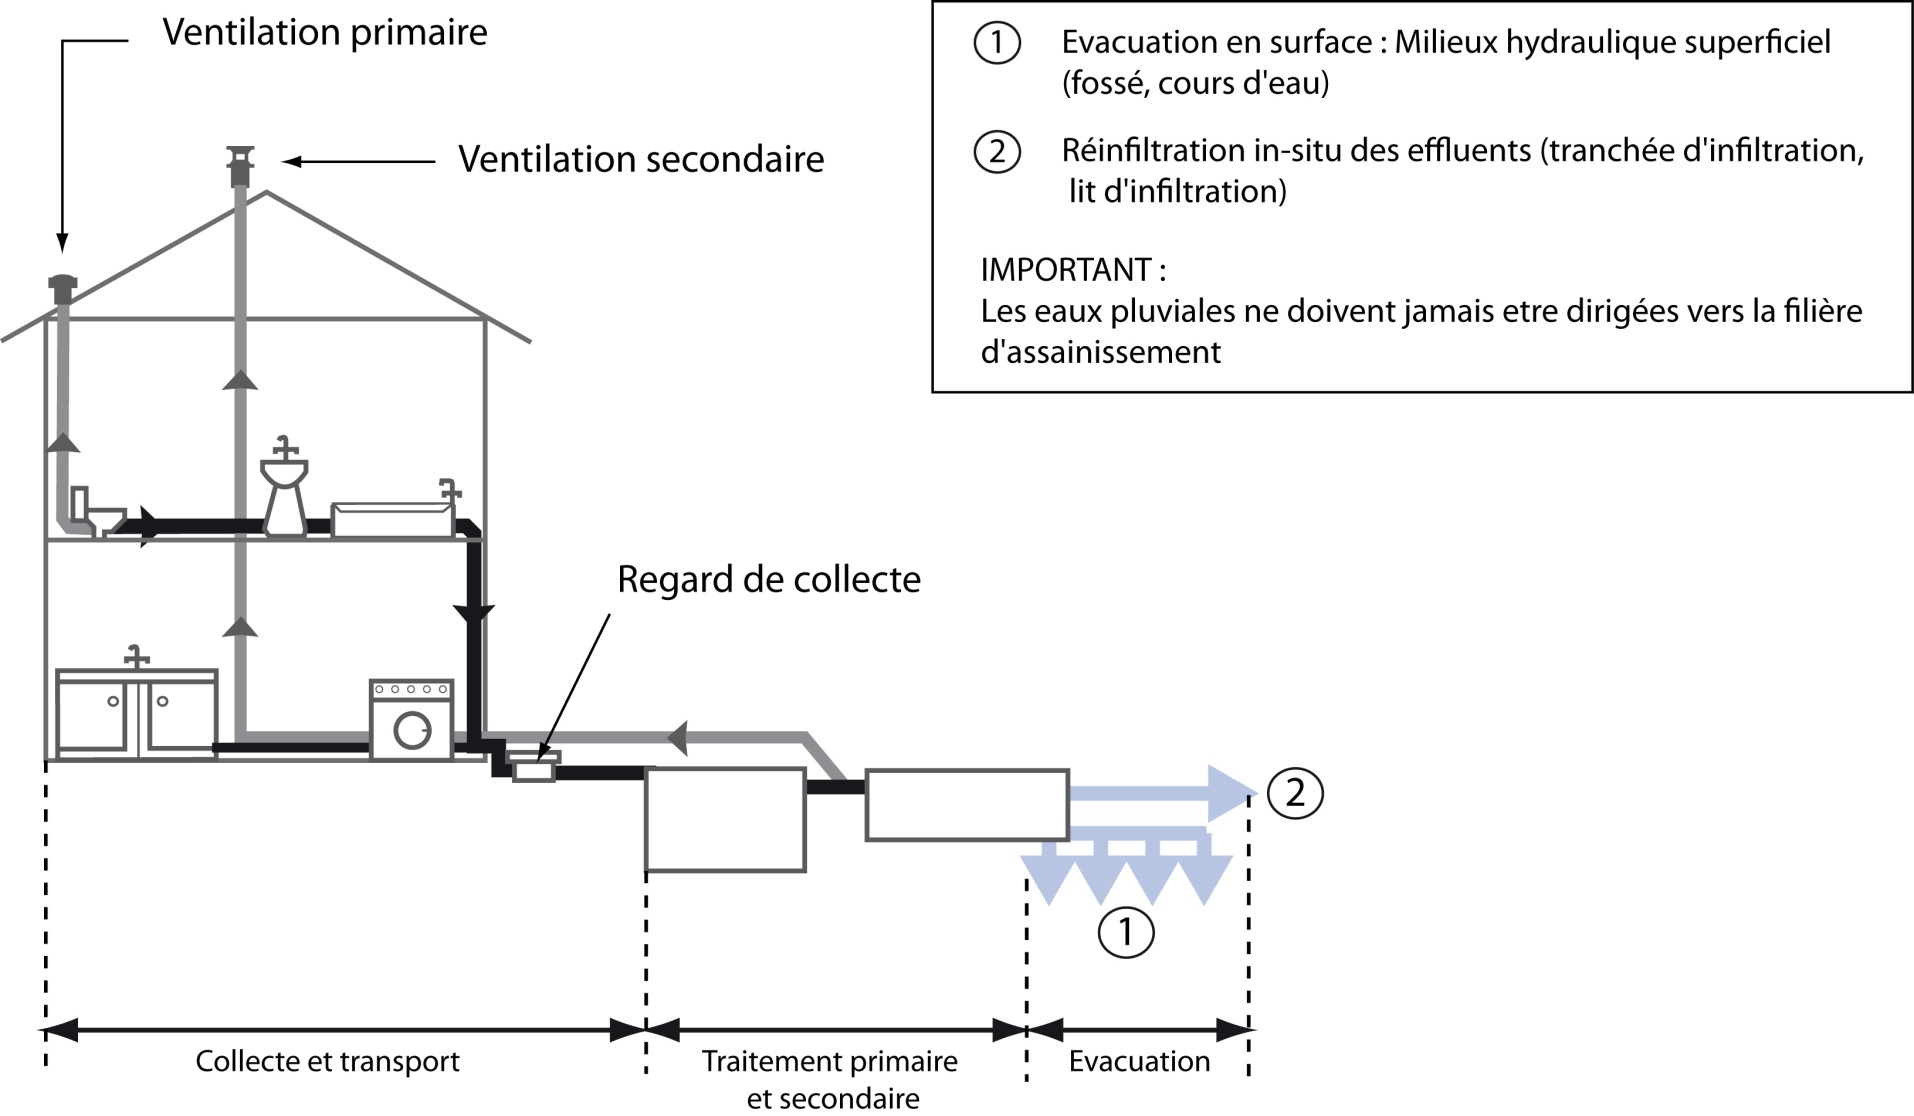 Ventilation primaire
Ventilation secondaire
1 Evacuation en surface : Milieux hydraulique superficiel
(fossé, cours d'eau)
2 Réinfiltration in-situ des effluents (tranchée d'infiltration,
lit d'infiltration)
IMPORTANT :
Les eaux pluviales ne doivent jamais etre dirigées vers la filière
d'assainissement
Regard de collecte
2
1
Collecte et transport
Traitement primaire
et secondaire
Evacuation